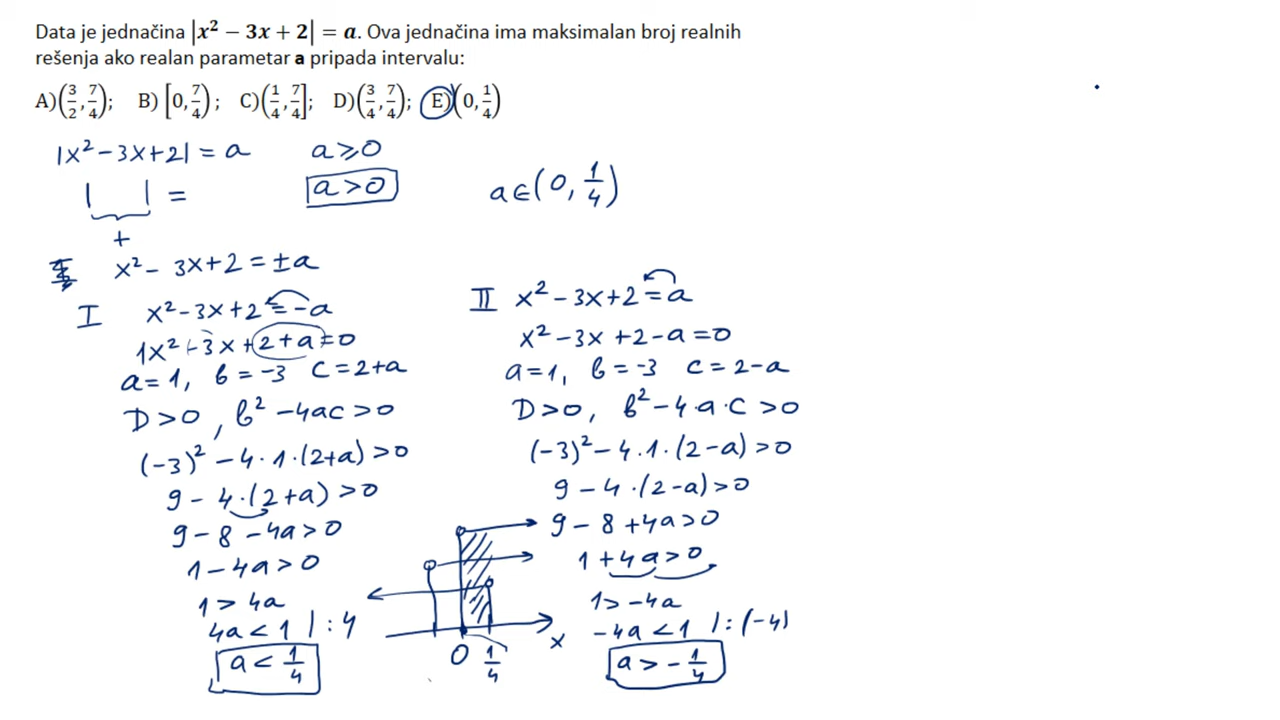 Data je jednačina |x² − 3x + 2| = a. Ova jednačina ima maksimalan broj realnih
rešenja ako realan parametar a pripada intervalu:
A)(3/2, 7/4); B) [0, 7/4); C)(1/4, 7/4]; D)(3/4, 7/4); E)(0, 1/4)
|x² − 3x + 2| = a
a ⩾ 0
| | =
a > 0
a ∈ (0, 1/4)
+
x² − 3x + 2 = ±a
I x² − 3x + 2 = −a
1x² − 3x + 2 + a = 0
a = 1, b = −3 c = 2 + a
D > 0, b² − 4ac > 0
(−3)² − 4 · 1 · (2 + a) > 0
9 − 4 · (2 + a) > 0
9 − 8 − 4a > 0
1 − 4a > 0
1 > 4a
4a < 1 | : 4
a < 1/4
0 1/4
x
II x² − 3x + 2 = a
x² − 3x + 2 − a = 0
a = 1, b = −3 c = 2 − a
D > 0, b² − 4 · a · c > 0
(−3)² − 4 · 1 · (2 − a) > 0
9 − 4 · (2 − a) > 0
9 − 8 + 4a > 0
1 + 4a > 0
1 > −4a
−4a < 1 | : (−4)
a > − 1/4